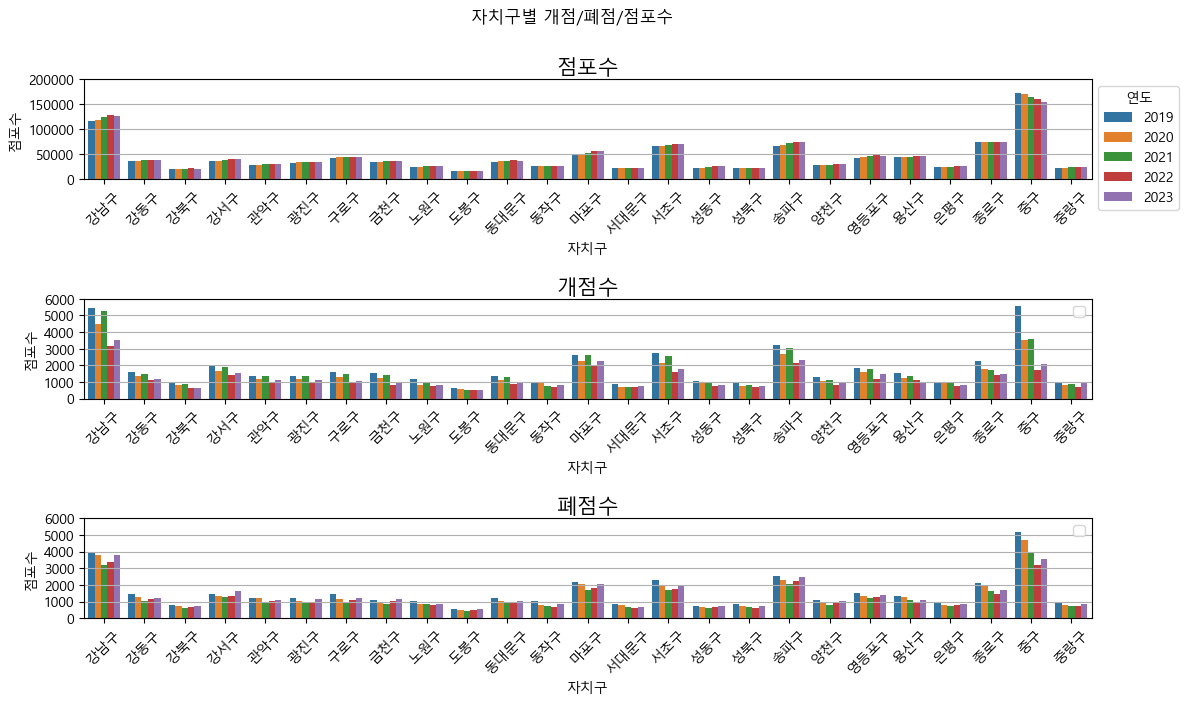 자치구별 개점/폐점/점포수
점포수
200000
150000
100000
50000
0
점포수
강남구 강동구 강북구 강서구 관악구 광진구 구로구 금천구 노원구 도봉구 동대문구 동작구 마포구 서대문구 서초구 성동구 성북구 송파구 양천구 영등포구 용산구 은평구 종로구 중구 중랑구
자치구
연도
2019
2020
2021
2022
2023
개점수
6000
5000
4000
3000
2000
1000
0
점포수
강남구 강동구 강북구 강서구 관악구 광진구 구로구 금천구 노원구 도봉구 동대문구 동작구 마포구 서대문구 서초구 성동구 성북구 송파구 양천구 영등포구 용산구 은평구 종로구 중구 중랑구
자치구
폐점수
6000
5000
4000
3000
2000
1000
0
점포수
강남구 강동구 강북구 강서구 관악구 광진구 구로구 금천구 노원구 도봉구 동대문구 동작구 마포구 서대문구 서초구 성동구 성북구 송파구 양천구 영등포구 용산구 은평구 종로구 중구 중랑구
자치구